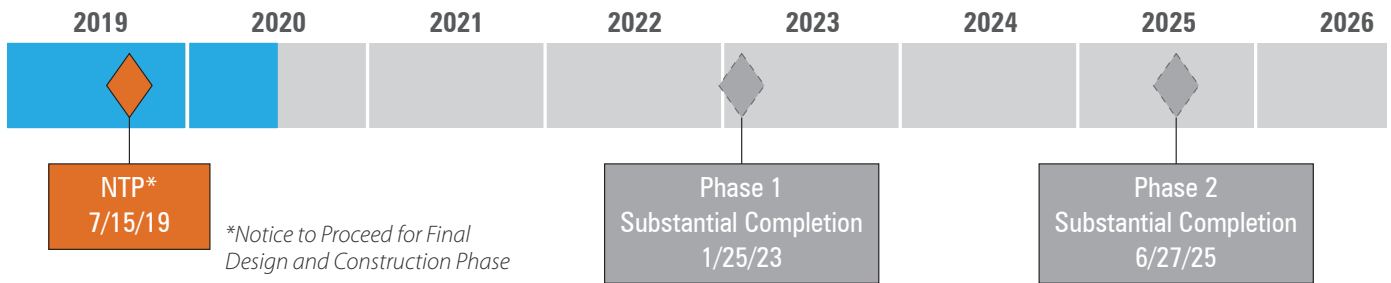 2019 2020 2021 2022 2023 2024 2025 2026
NTP*
7/15/19
*Notice to Proceed for Final
Design and Construction Phase
Phase 1
Substantial Completion
1/25/23
Phase 2
Substantial Completion
6/27/25